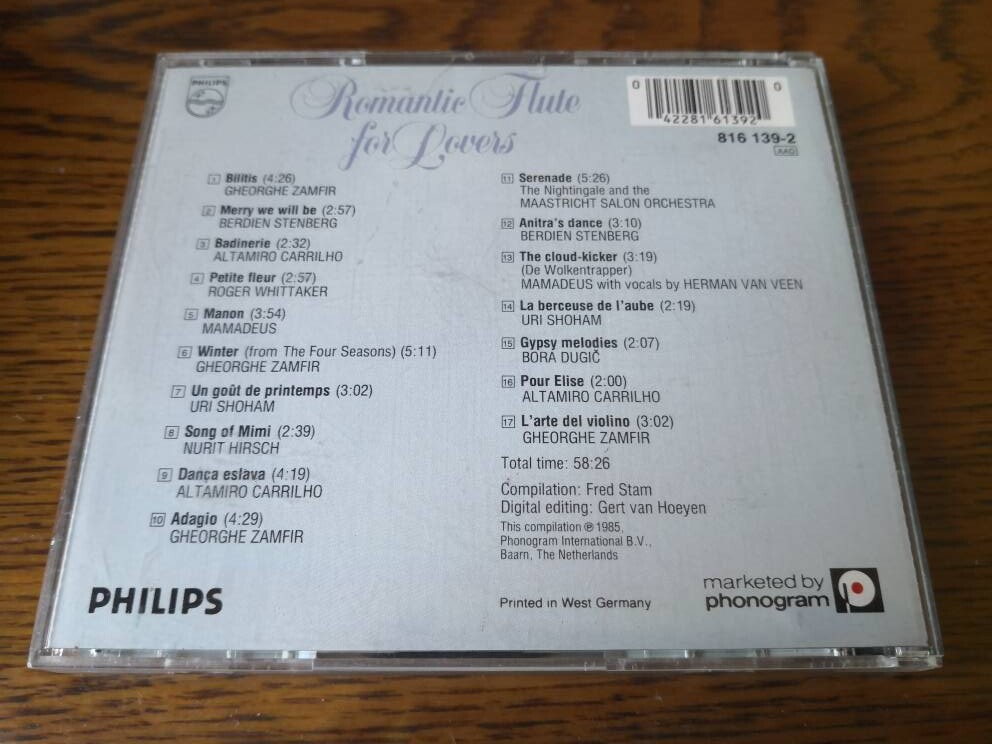 PHILIPS
Romantic Flute
for Lovers
0 42281 61392 0
816 139-2
AAD
1 Bilitis (4:26)
GHEORGHE ZAMFIR
2 Merry we will be (2:57)
BERDIEN STENBERG
3 Badinerie (2:32)
ALTAMIRO CARRILHO
4 Petite fleur (2:57)
ROGER WHITTAKER
5 Manon (3:54)
MAMADEUS
6 Winter (from The Four Seasons) (5:11)
GHEORGHE ZAMFIR
7 Un goût de printemps (3:02)
URI SHOHAM
8 Song of Mimi (2:39)
NURIT HIRSCH
9 Dança eslava (4:19)
ALTAMIRO CARRILHO
10 Adagio (4:29)
GHEORGHE ZAMFIR
11 Serenade (5:26)
The Nightingale and the
MAASTRICHT SALON ORCHESTRA
12 Anitra's dance (3:10)
BERDIEN STENBERG
13 The cloud-kicker (3:19)
(De Wolkentrapper)
MAMADEUS with vocals by HERMAN VAN VEEN
14 La berceuse de l'aube (2:19)
URI SHOHAM
15 Gypsy melodies (2:07)
BORA DUGIČ
16 Pour Elise (2:00)
ALTAMIRO CARRILHO
17 L'arte del violino (3:02)
GHEORGHE ZAMFIR
Total time: 58:26
Compilation: Fred Stam
Digital editing: Gert van Hoeyen
This compilation ℗ 1985,
Phonogram International B.V.,
Baarn, The Netherlands
PHILIPS
Printed in West Germany
marketed by
phonogram